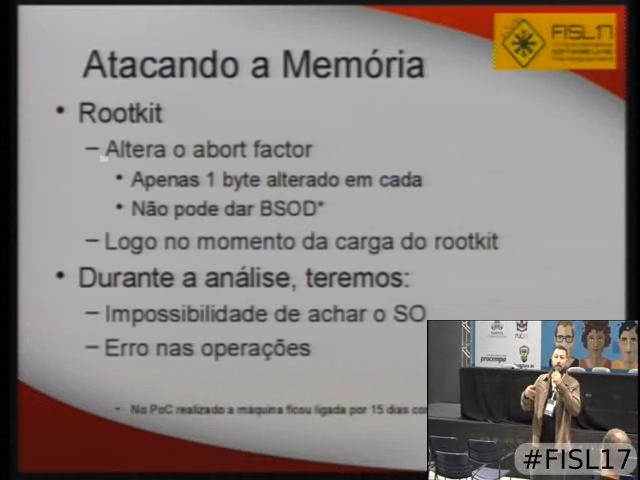 FISL17
Atacando a Memória
• Rootkit
– Altera o abort factor
• Apenas 1 byte alterado em cada
• Não pode dar BSOD*
– Logo no momento da carga do rootkit
• Durante a análise, teremos:
– Impossibilidade de achar o SO
– Erro nas operações
• No PoC realizado a máquina ficou ligada por 15 dias
procempa
#FISL17